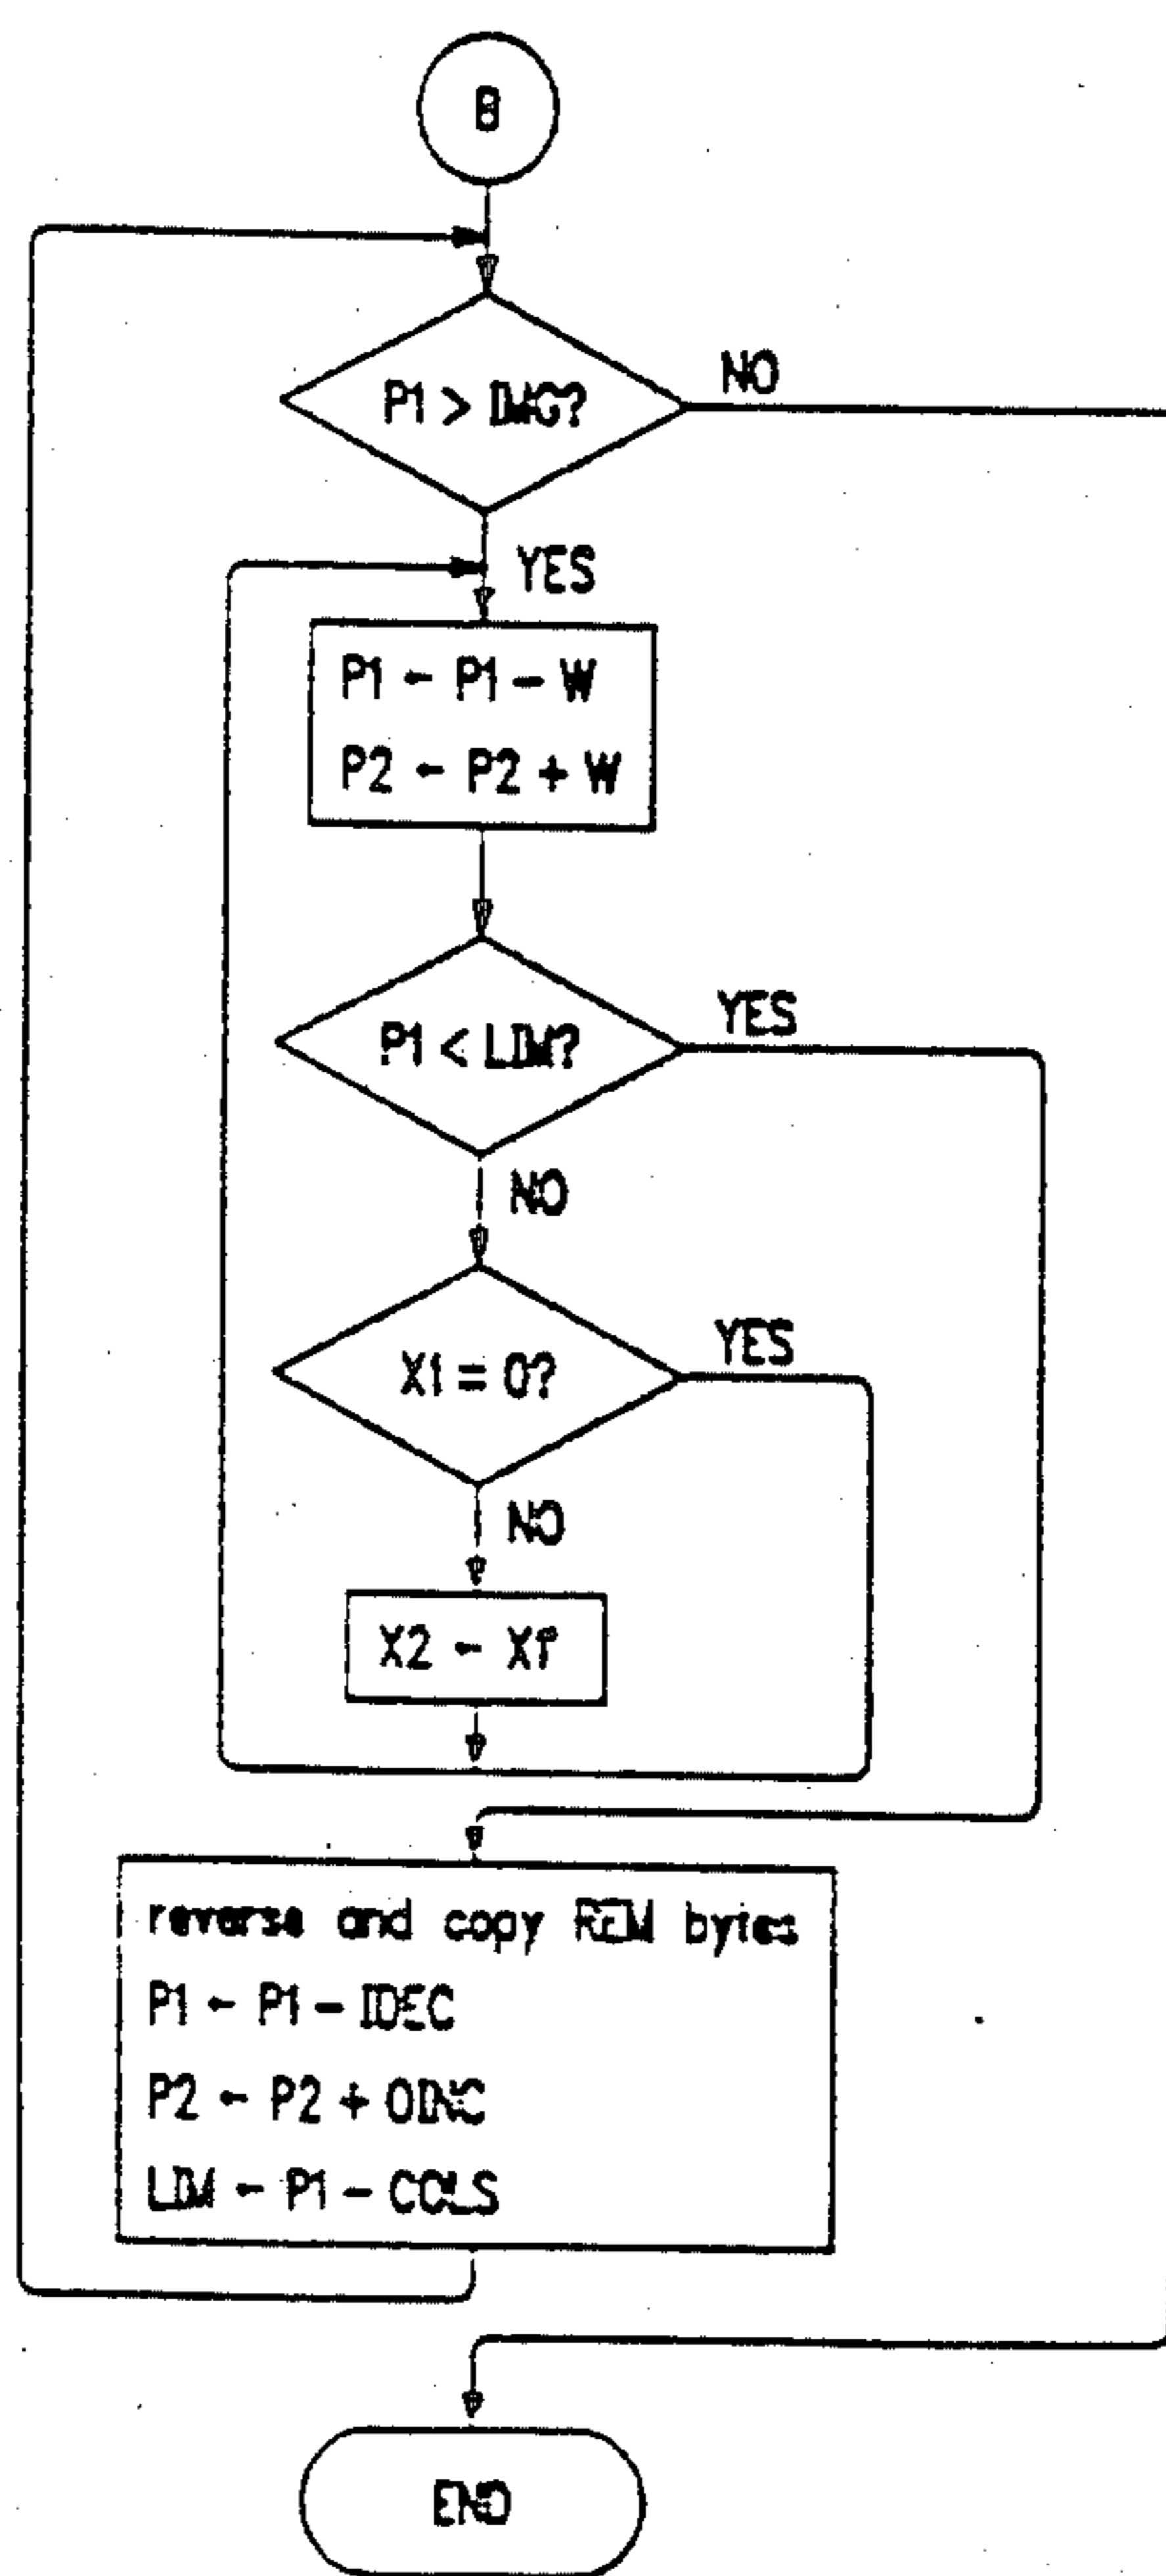 B
P1 > IMG?
NO
YES
P1 ← P1 - W
P2 ← P2 + W
P1 < LIM?
YES
NO
X1 = 0?
YES
NO
X2 ← X1ʳ
reverse and copy REM bytes
P1 ← P1 - IDEC
P2 ← P2 + OINC
LIM ← P1 - COLS
END